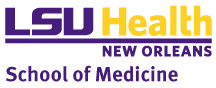 LSU Health
NEW ORLEANS
School of Medicine